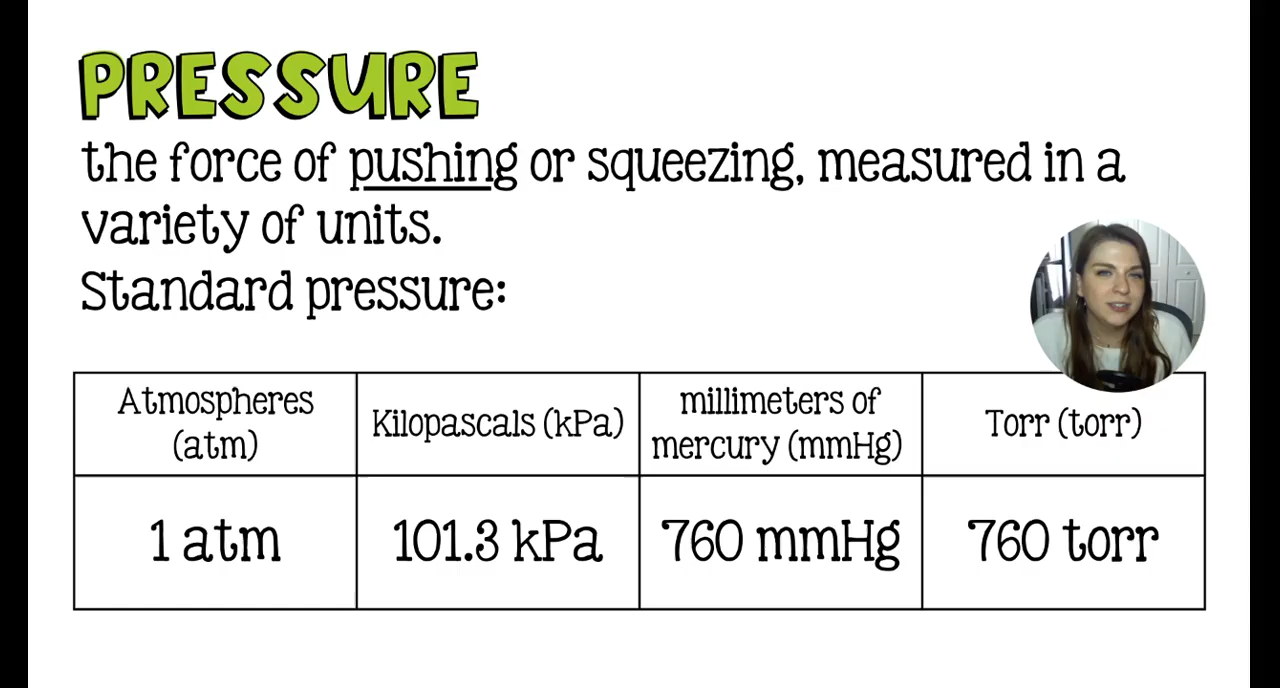 PRESSURE
the force of pushing or squeezing, measured in a
variety of units.
Standard pressure:
Atmospheres
(atm)
Kilopascals (kPa)
millimeters of
mercury (mmHg)
Torr (torr)
1 atm
101.3 kPa
760 mmHg
760 torr